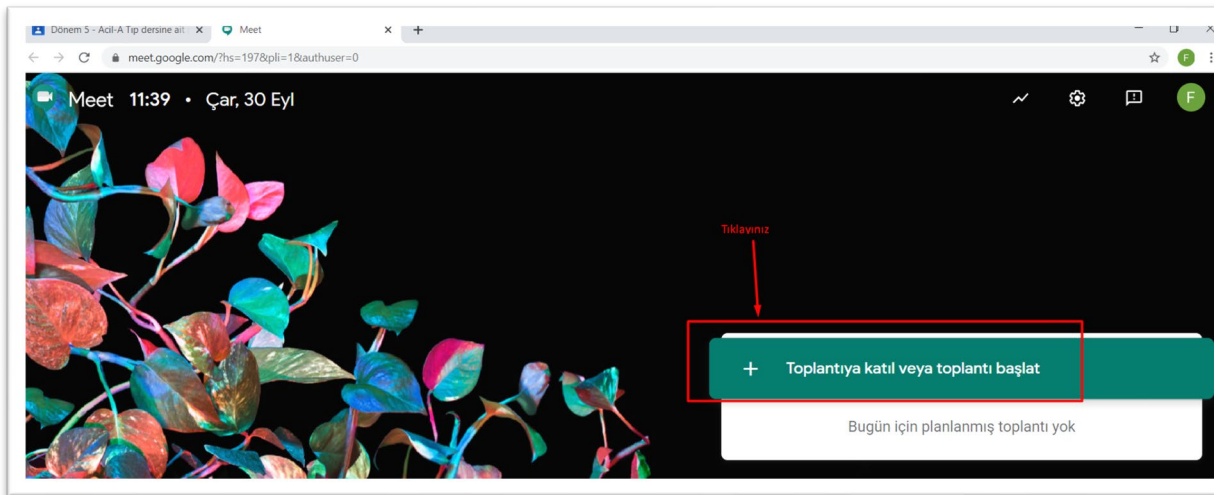 Dönem 5 - Acil-A Tıp dersine ait
Meet
meet.google.com/?hs=197&pli=1&authuser=0
F
Meet 11:39 • Çar, 30 Eyl
F
Tıklayınız
+ Toplantıya katıl veya toplantı başlat
Bugün için planlanmış toplantı yok